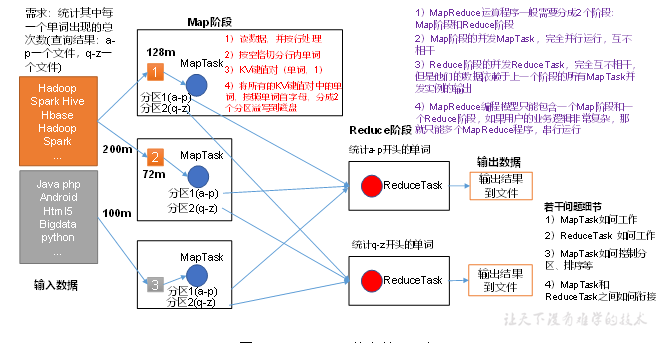 需求：统计其中每
一个单词出现的总
次数(查询结果：a-
p一个文件，q-z一
个文件)
Hadoop
Spark Hive
Hbase
Hadoop
Spark
...
200m
Java php
Android
Html5
Bigdata
python
...
100m
输入数据
Map阶段
128m
1
MapTask
分区1(a-p)
分区2(q-z)
1）读数据，并按行处理
2）按空格切分行内单词
3）KV键值对（单词，1）
4）将所有的KV键值对中的单
词，按照单词首字母，分成2
个分区溢写到磁盘
2
72m
MapTask
分区1(a-p)
分区2(q-z)
3
MapTask
分区1(a-p)
分区2(q-z)
1）MapReduce运算程序一般需要分成2个阶段：
Map阶段和Reduce阶段
2）Map阶段的并发MapTask，完全并行运行，互不
相干
3）Reduce阶段的并发ReduceTask，完全互不相干，
但是他们的数据依赖于上一个阶段的所有MapTask并
发实例的输出
4）MapReduce编程模型只能包含一个Map阶段和一
个Reduce阶段，如果用户的业务逻辑非常复杂，那
就只能多个MapReduce程序，串行运行
Reduce阶段
统计a-p开头的单词
ReduceTask
输出数据
输出结果
到文件
统计q-z开头的单词
ReduceTask
输出结果
到文件
若干问题细节
1）MapTask如何工作
2）ReduceTask 如何工作
3）MapTask如何控制分
区、排序等
4）MapTask和
ReduceTask之间如何衔接
让天下没有难学的技术